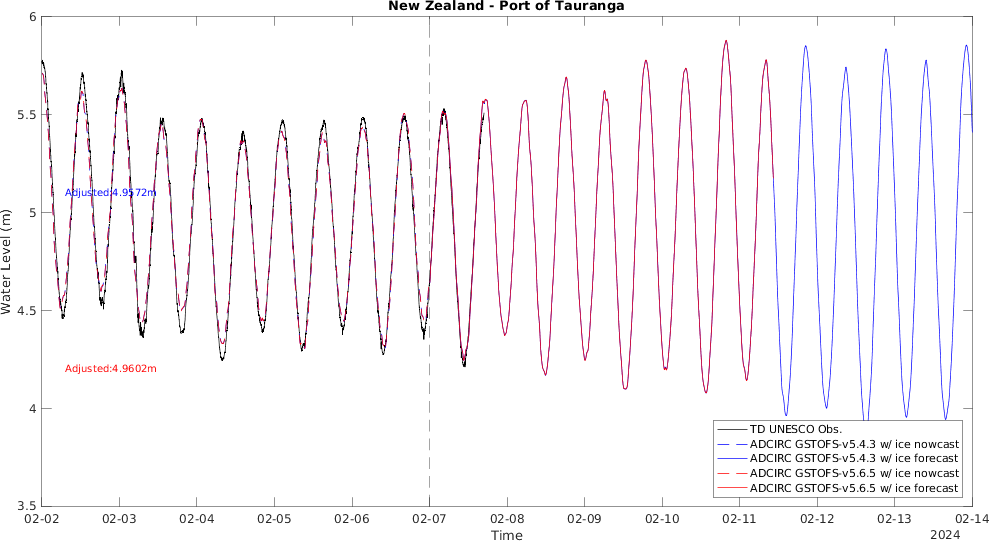 New Zealand - Port of Tauranga
6
5.5
5
4.5
4
3.5
Water Level (m)
Adjusted:4.9572m
Adjusted:4.9602m
TD UNESCO Obs.
ADCIRC GSTOFS-v5.4.3 w/ ice nowcast
ADCIRC GSTOFS-v5.4.3 w/ ice forecast
ADCIRC GSTOFS-v5.6.5 w/ ice nowcast
ADCIRC GSTOFS-v5.6.5 w/ ice forecast
02-02 02-03 02-04 02-05 02-06 02-07 02-08 02-09 02-10 02-11 02-12 02-13 02-14
Time
2024